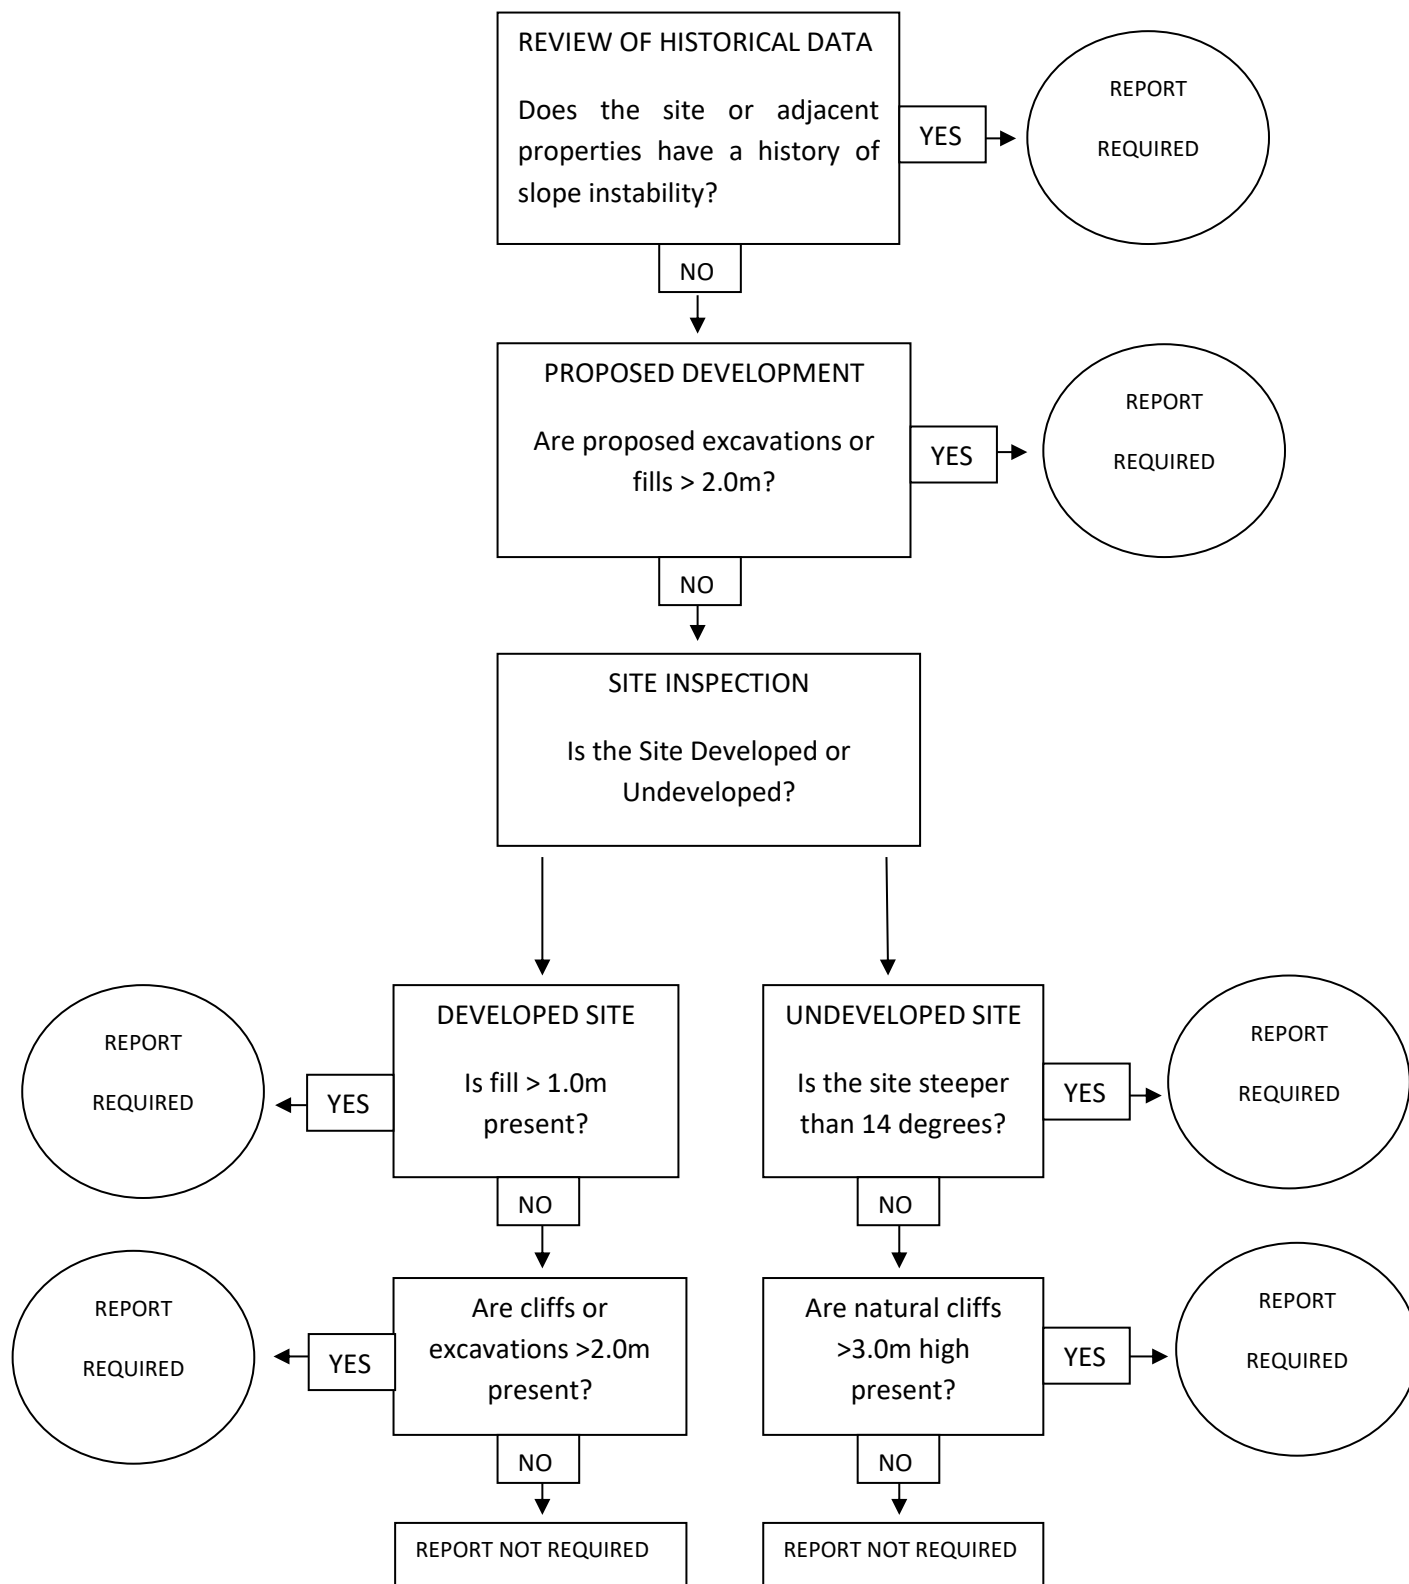 REVIEW OF HISTORICAL DATA
Does the site or adjacent
properties have a history of
slope instability?
YES
REPORT
REQUIRED
NO
PROPOSED DEVELOPMENT
Are proposed excavations or
fills > 2.0m?
YES
REPORT
REQUIRED
NO
SITE INSPECTION
Is the Site Developed or
Undeveloped?
DEVELOPED SITE
Is fill > 1.0m
present?
YES
REPORT
REQUIRED
NO
Are cliffs or
excavations >2.0m
present?
YES
REPORT
REQUIRED
NO
REPORT NOT REQUIRED
UNDEVELOPED SITE
Is the site steeper
than 14 degrees?
YES
REPORT
REQUIRED
NO
Are natural cliffs
>3.0m high
present?
YES
REPORT
REQUIRED
NO
REPORT NOT REQUIRED